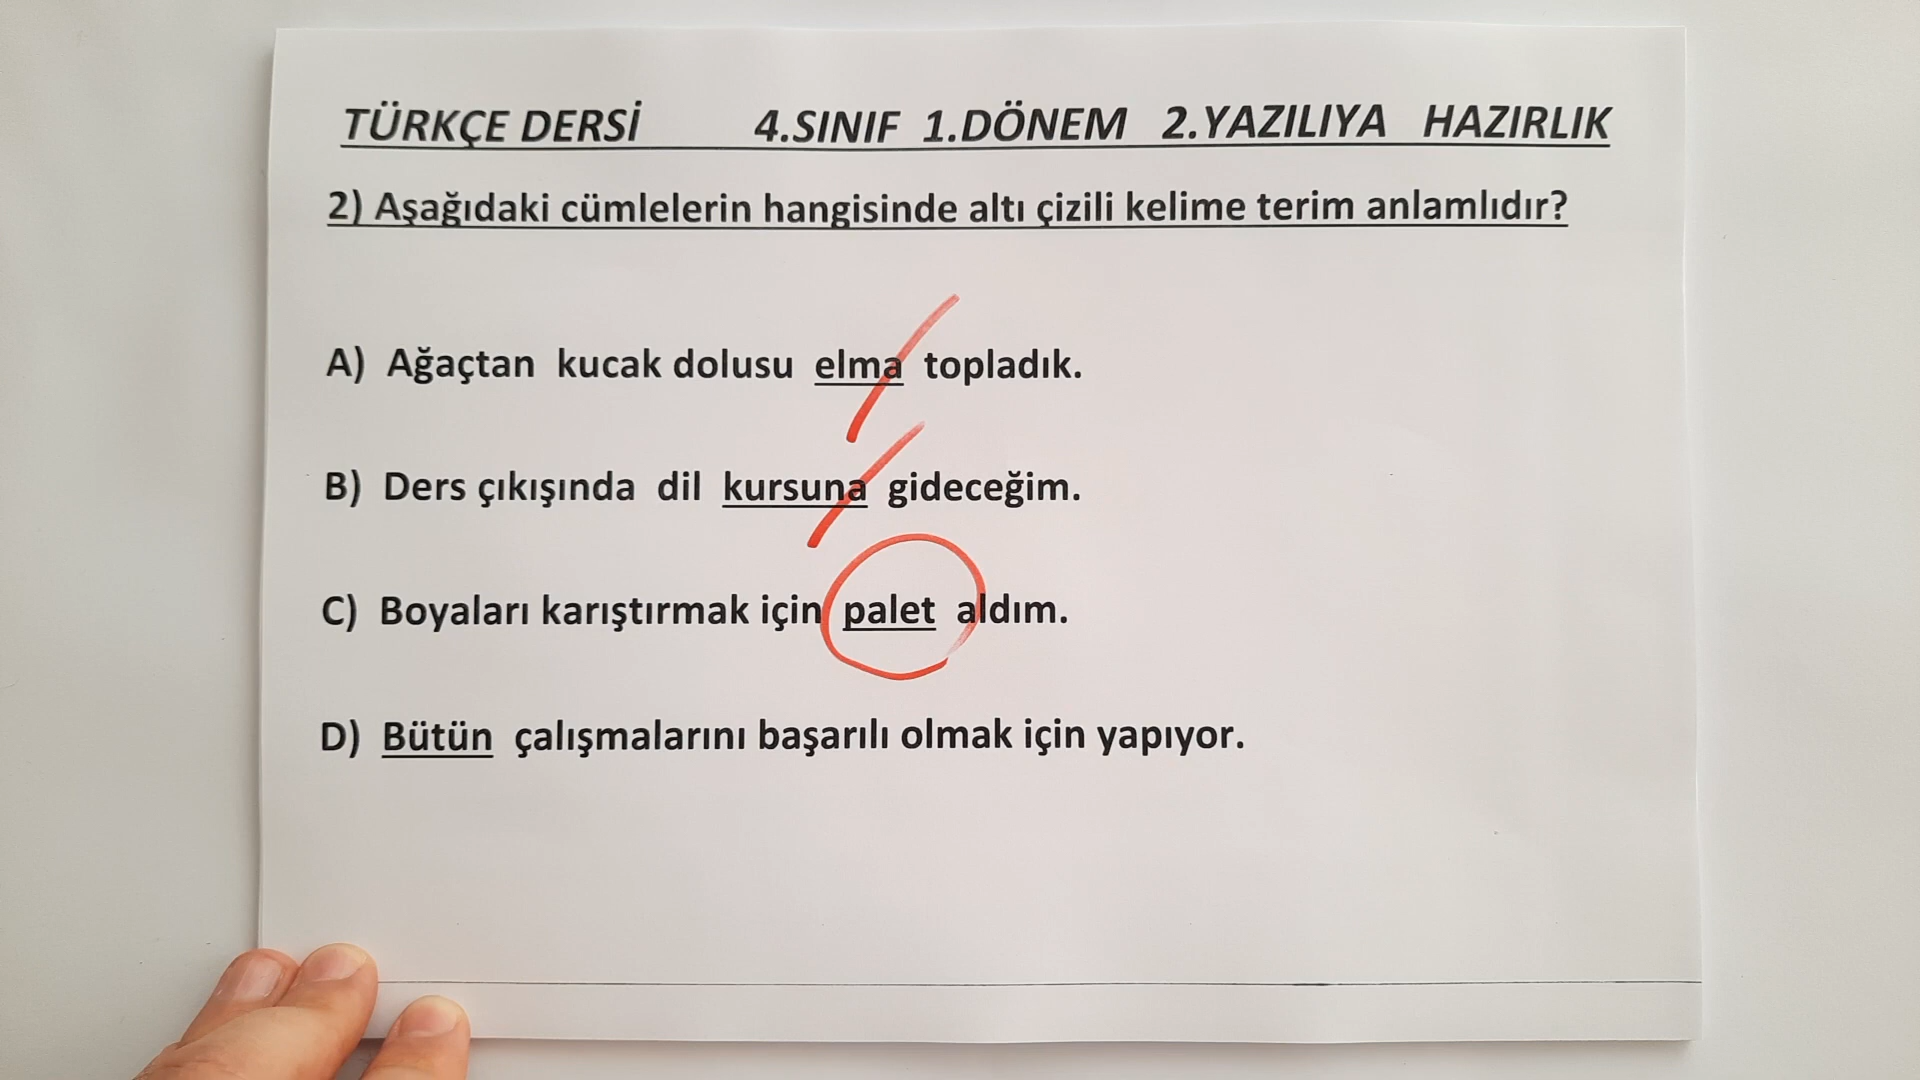 TÜRKÇE DERSİ 4.SINIF 1.DÖNEM 2.YAZILIYA HAZIRLIK
2) Aşağıdaki cümlelerin hangisinde altı çizili kelime terim anlamlıdır?
A) Ağaçtan kucak dolusu elma topladık.
B) Ders çıkışında dil kursuna gideceğim.
C) Boyaları karıştırmak için palet aldım.
D) Bütün çalışmalarını başarılı olmak için yapıyor.